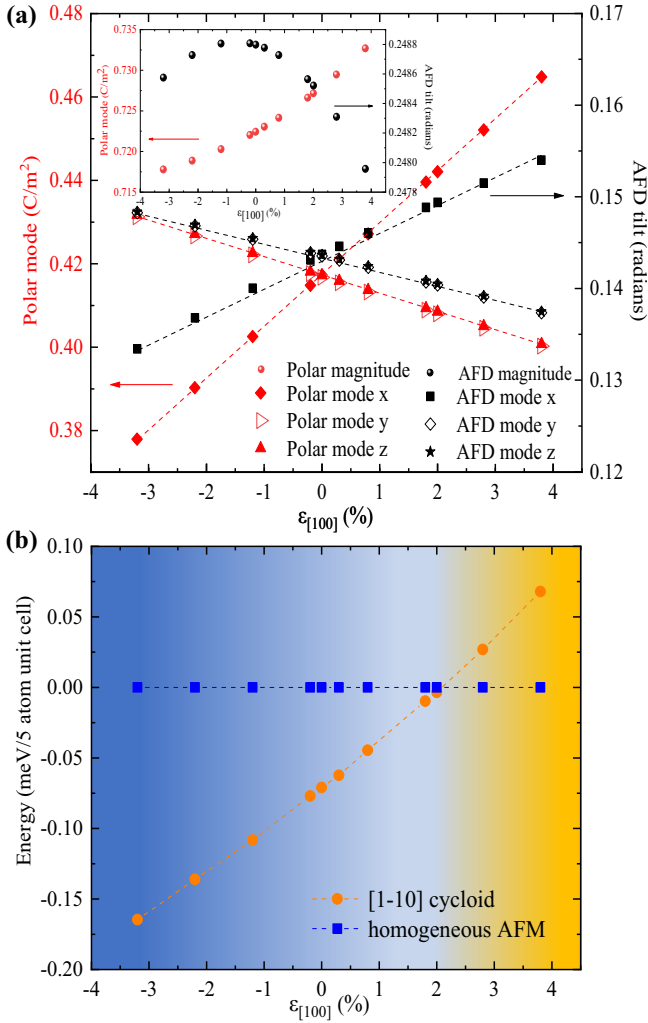 (a)
0.48
0.46
0.44
0.42
0.40
0.38
Polar mode (C/m²)
0.17
0.16
0.15
0.14
0.13
0.12
AFD tilt
(radians)
0.735
0.730
0.725
0.720
0.715
Polar mode (C/m²)
0.2488
0.2486
0.2484
0.2482
0.2480
0.2478
AFD tilt
(radians)
-4 -3 -2 -1 0 1 2 3 4
ε[100] (%)
Polar magnitude AFD magnitude
Polar mode x AFD mode x
Polar mode y AFD mode y
Polar mode z AFD mode z
-4 -3 -2 -1 0 1 2 3 4
ε[100] (%)
(b)
0.10
0.05
0.00
-0.05
-0.10
-0.15
-0.20
Energy (meV/5 atom unit cell)
[1-10] cycloid
homogeneous AFM
-4 -3 -2 -1 0 1 2 3 4
ε[100] (%)